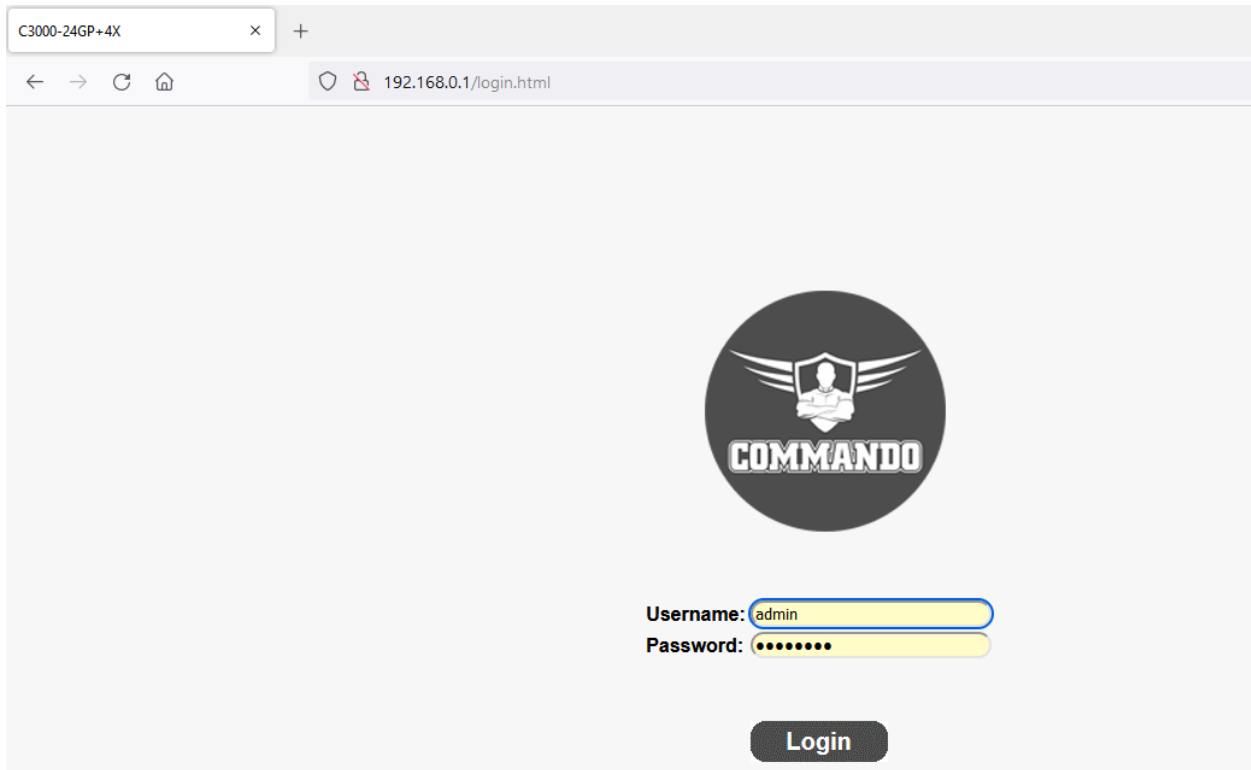 C3000-24GP+4X
192.168.0.1/login.html
COMMANDO
Username: admin
Password: ••••••••
Login